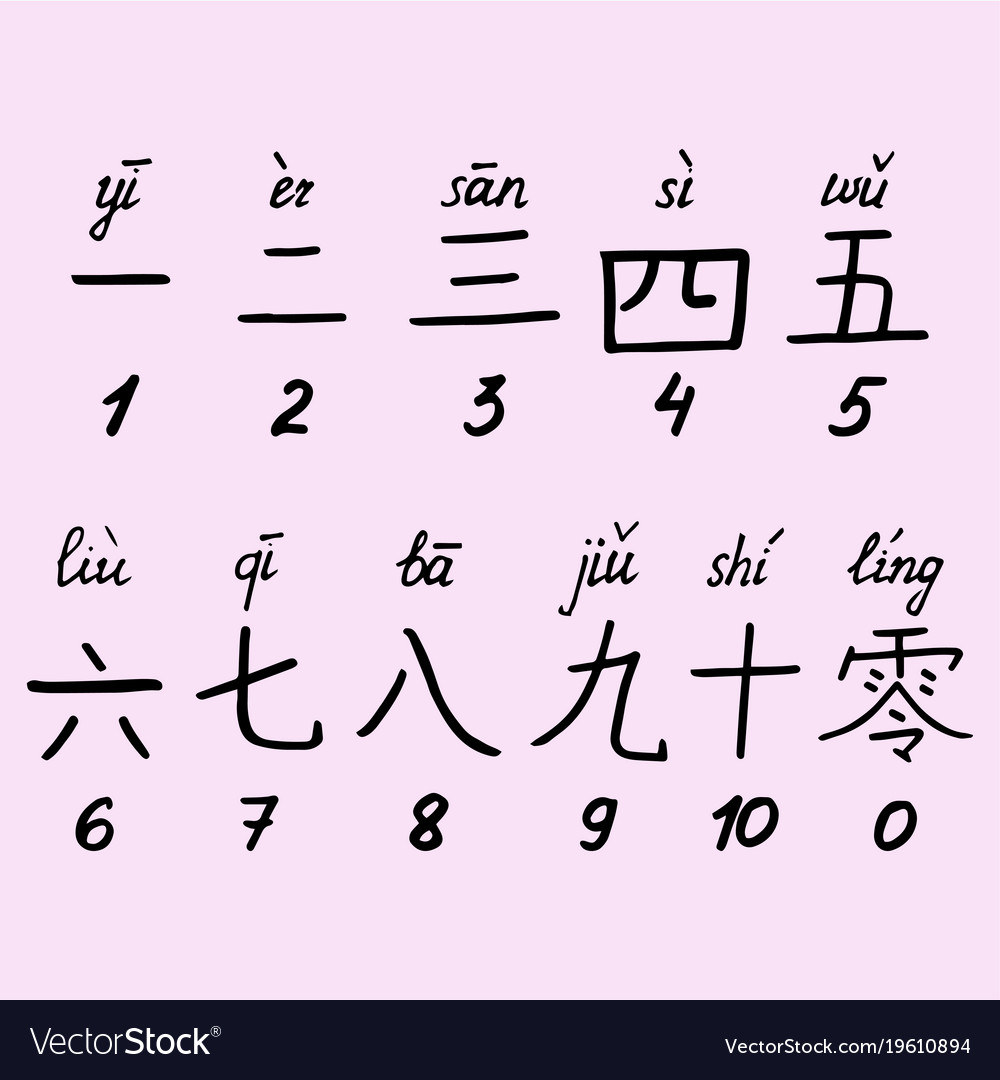 yī èr sān sì wǔ
一 二 三 四 五
1 2 3 4 5
liù qī bā jiǔ shí líng
六 七 八 九 十 零
6 7 8 9 10 0
VectorStock® VectorStock.com/19610894